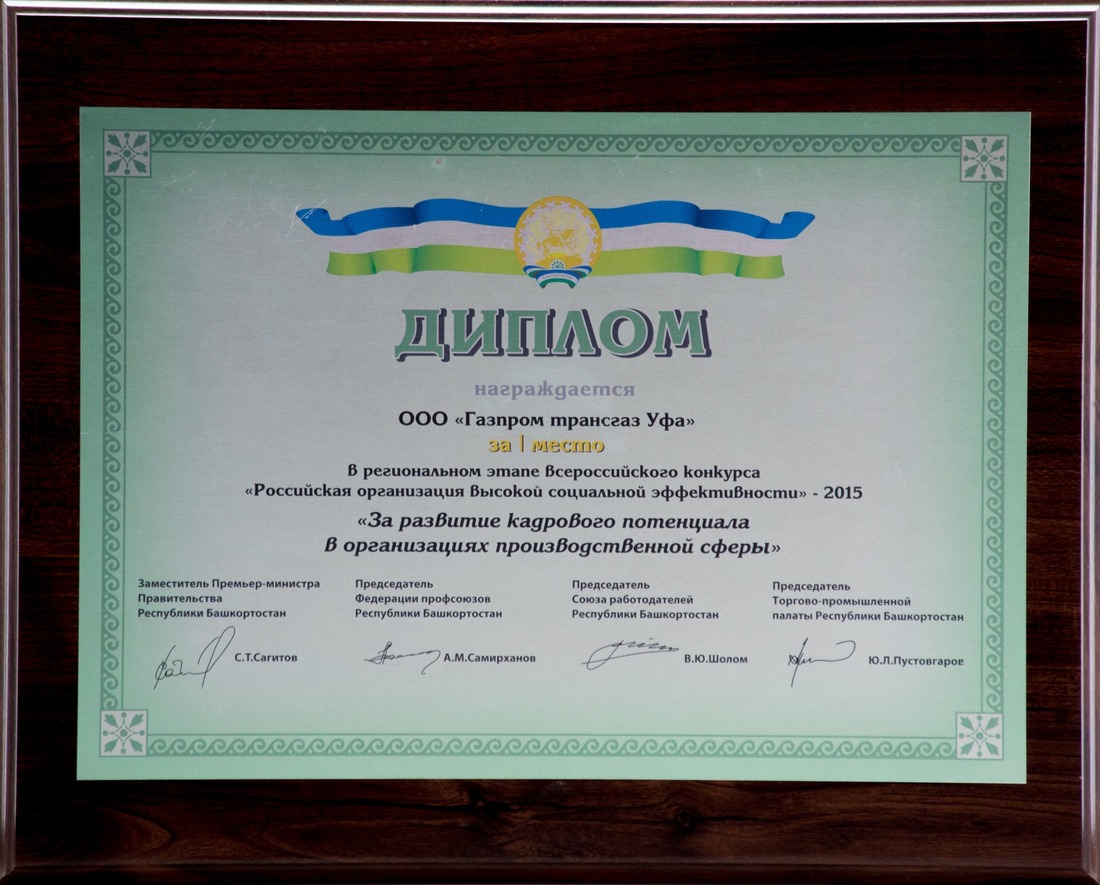 ДИПЛОМ
награждается
ООО «Газпром трансгаз Уфа»
за I место
в региональном этапе Всероссийского конкурса
«Российская организация высокой социальной эффективности» - 2015
«За развитие кадрового потенциала
в организациях производственной сферы»
Заместитель Премьер-министра
Правительства
Республики Башкортостан
С.Т.Сагитов
Председатель
Федерации профсоюзов
Республики Башкортостан
А.М.Самирханов
Председатель
Союза работодателей
Республики Башкортостан
В.Ю.Шолом
Председатель
Торгово-промышленной
палаты Республики Башкортостан
Ю.Л.Пустовгаров